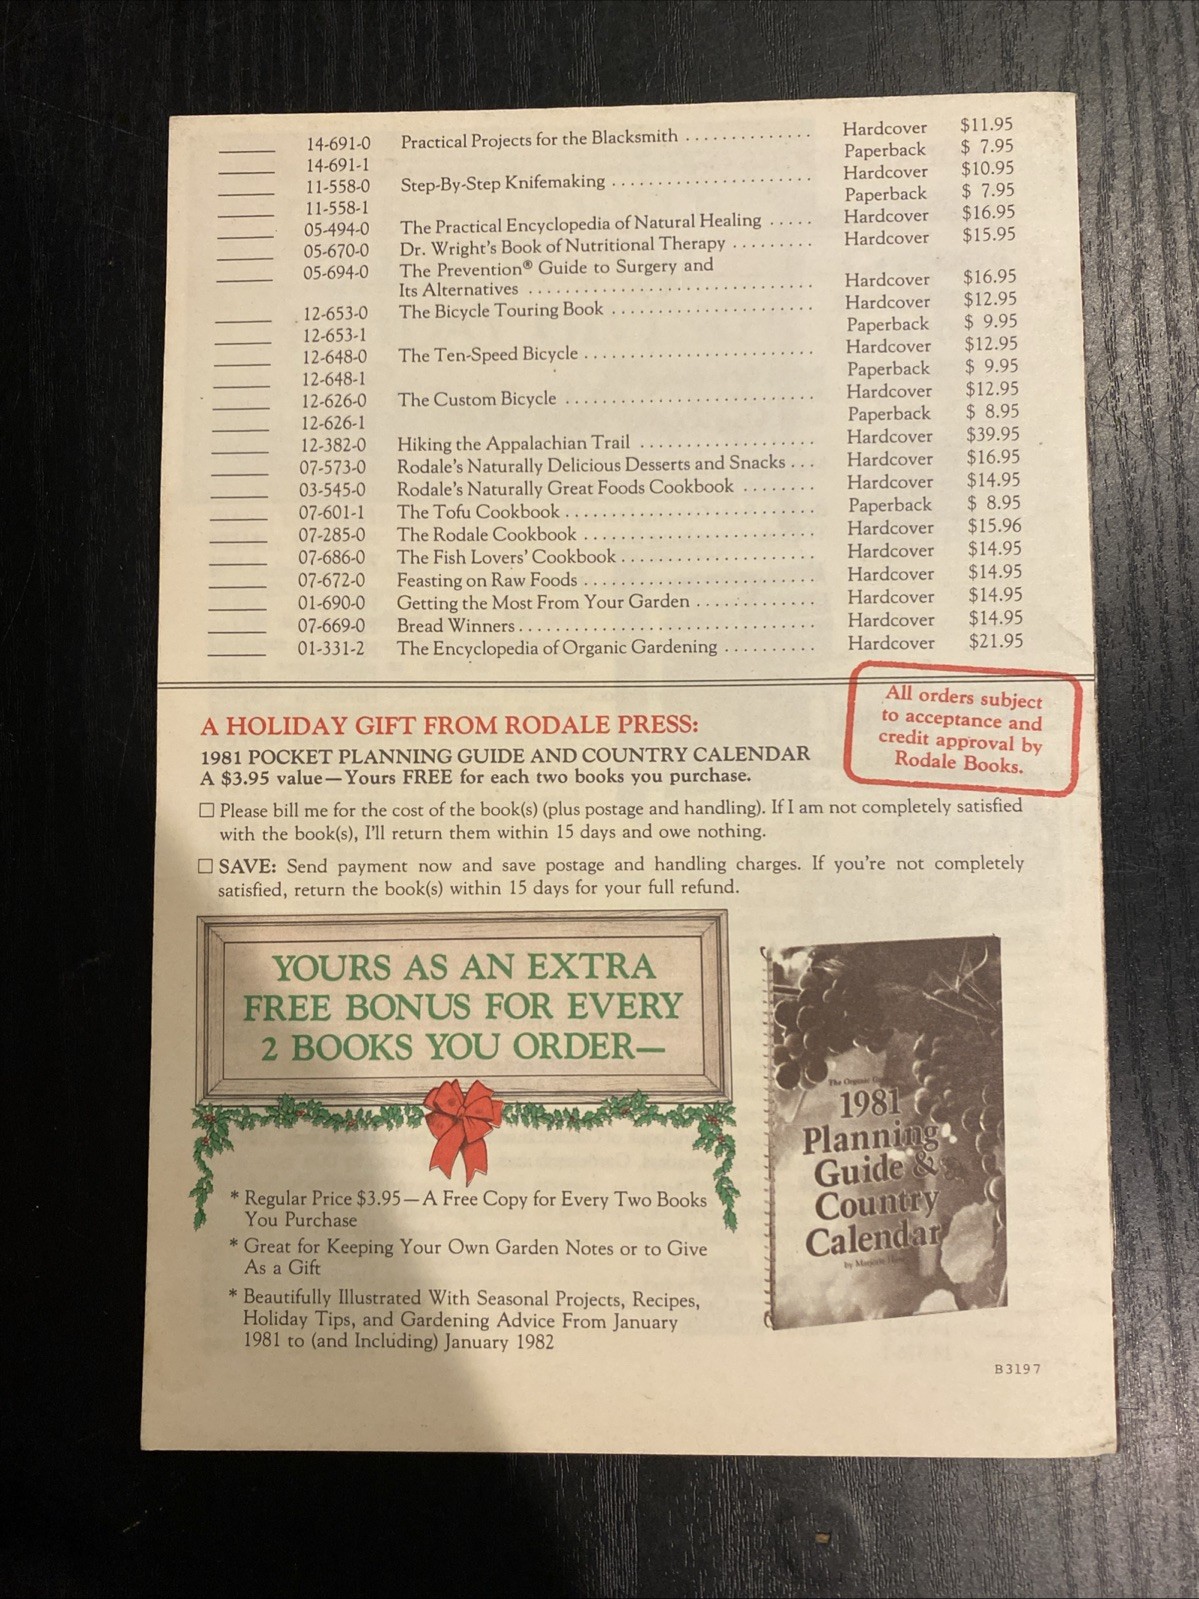 14-691-0 Practical Projects for the Blacksmith .............. Hardcover $11.95
14-691-1 Paperback $ 7.95
11-558-0 Step-By-Step Knifemaking ...................... Hardcover $10.95
11-558-1 Paperback $ 7.95
05-494-0 The Practical Encyclopedia of Natural Healing ..... Hardcover $16.95
05-670-0 Dr. Wright's Book of Nutritional Therapy ......... Hardcover $15.95
05-694-0 The Prevention® Guide to Surgery and
Its Alternatives ............................... Hardcover $16.95
12-653-0 The Bicycle Touring Book ...................... Hardcover $12.95
12-653-1 Paperback $ 9.95
12-648-0 The Ten-Speed Bicycle ......................... Hardcover $12.95
12-648-1 Paperback $ 9.95
12-626-0 The Custom Bicycle ........................... Hardcover $12.95
12-626-1 Paperback $ 8.95
12-382-0 Hiking the Appalachian Trail ................... Hardcover $39.95
07-573-0 Rodale's Naturally Delicious Desserts and Snacks ... Hardcover $16.95
03-545-0 Rodale's Naturally Great Foods Cookbook ........ Hardcover $14.95
07-601-1 The Tofu Cookbook ........................... Paperback $ 8.95
07-285-0 The Rodale Cookbook ......................... Hardcover $15.96
07-686-0 The Fish Lovers' Cookbook ..................... Hardcover $14.95
07-672-0 Feasting on Raw Foods ......................... Hardcover $14.95
01-690-0 Getting the Most From Your Garden ............. Hardcover $14.95
07-669-0 Bread Winners ................................ Hardcover $14.95
01-331-2 The Encyclopedia of Organic Gardening .......... Hardcover $21.95
All orders subject
to acceptance and
credit approval by
Rodale Books.
A HOLIDAY GIFT FROM RODALE PRESS:
1981 POCKET PLANNING GUIDE AND COUNTRY CALENDAR
A $3.95 value—Yours FREE for each two books you purchase.
☐ Please bill me for the cost of the book(s) (plus postage and handling). If I am not completely satisfied
with the book(s), I'll return them within 15 days and owe nothing.
☐ SAVE: Send payment now and save postage and handling charges. If you're not completely
satisfied, return the book(s) within 15 days for your full refund.
YOURS AS AN EXTRA
FREE BONUS FOR EVERY
2 BOOKS YOU ORDER—
* Regular Price $3.95—A Free Copy for Every Two Books
You Purchase
* Great for Keeping Your Own Garden Notes or to Give
As a Gift
* Beautifully Illustrated With Seasonal Projects, Recipes,
Holiday Tips, and Gardening Advice From January
1981 to (and Including) January 1982
The Organic
1981
Planning
Guide &
Country
Calendar
by Marjorie
B3197